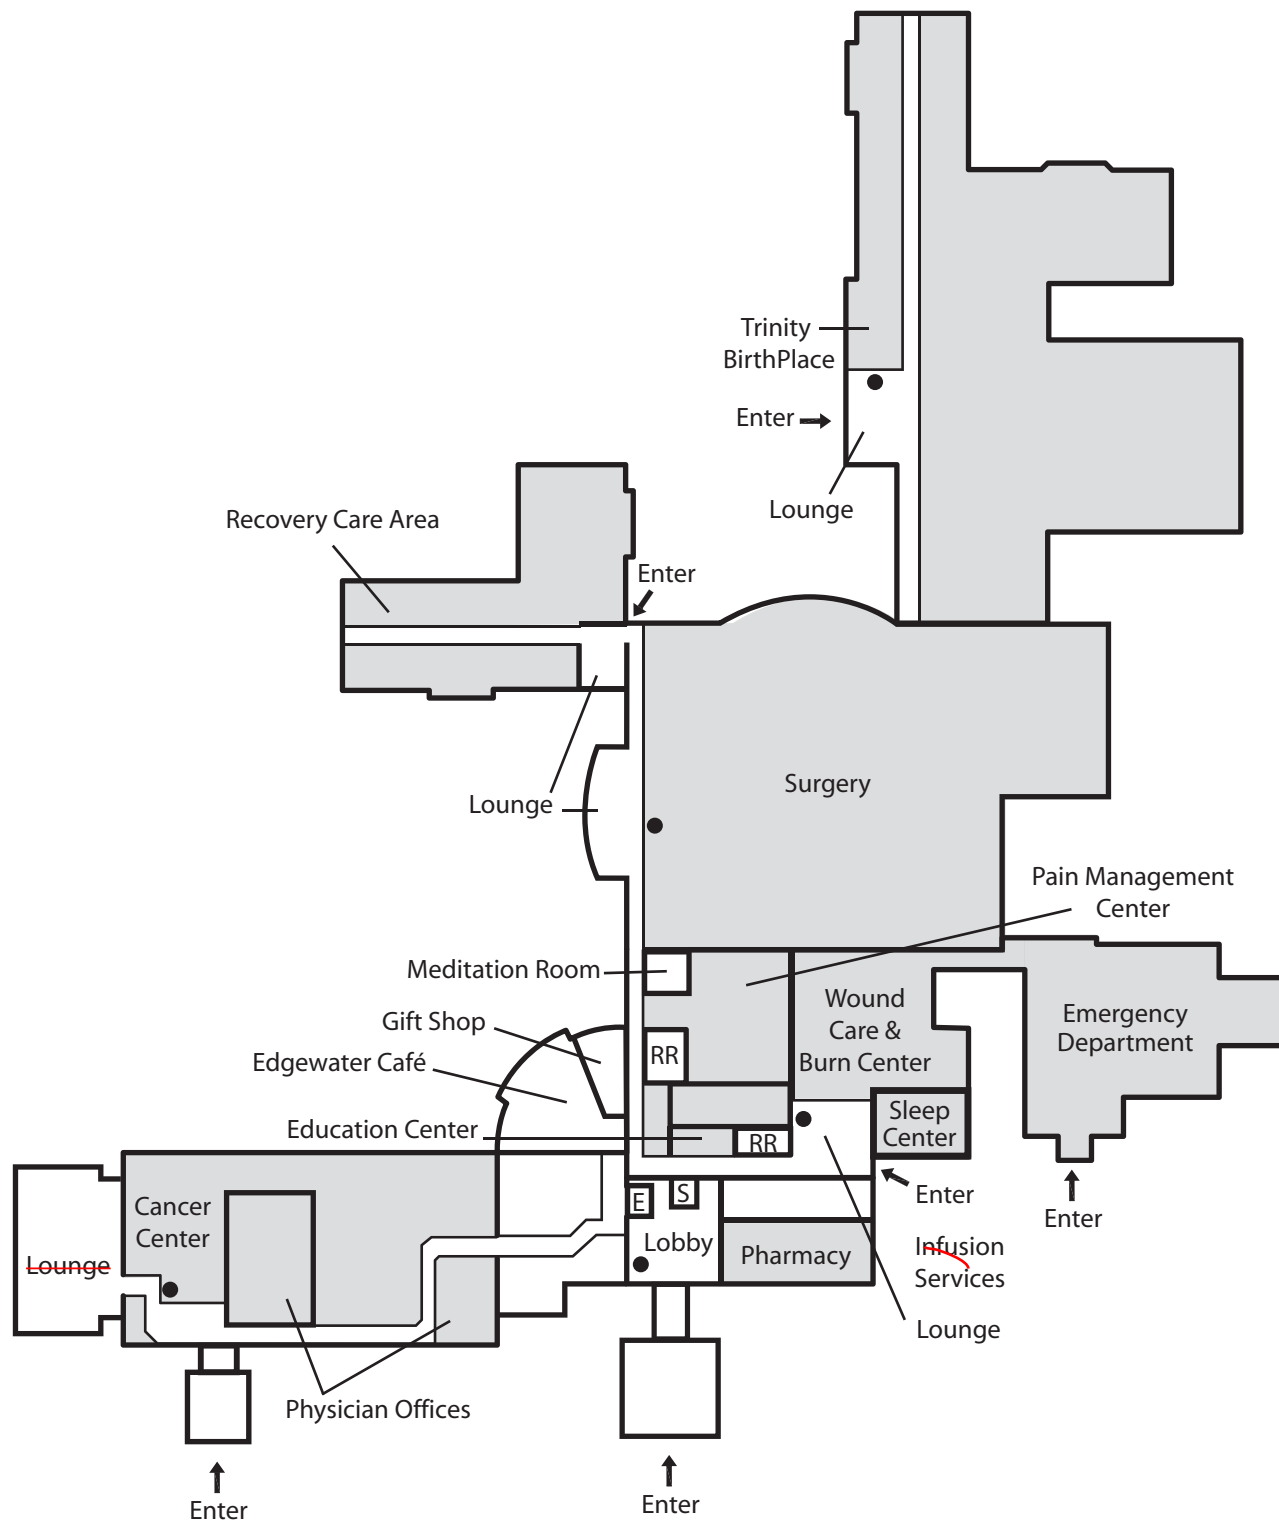 Trinity
BirthPlace
Enter
Lounge
Recovery Care Area
Enter
Surgery
Lounge
Pain Management
Center
Meditation Room
Wound
Care &
Burn Center
Emergency
Department
Gift Shop
RR
Edgewater Café
Sleep
Center
Education Center
RR
Cancer
Center
E
S
Enter
Enter
Lobby
Pharmacy
Infusion
Services
Lounge
Lounge
Physician Offices
Enter
Enter